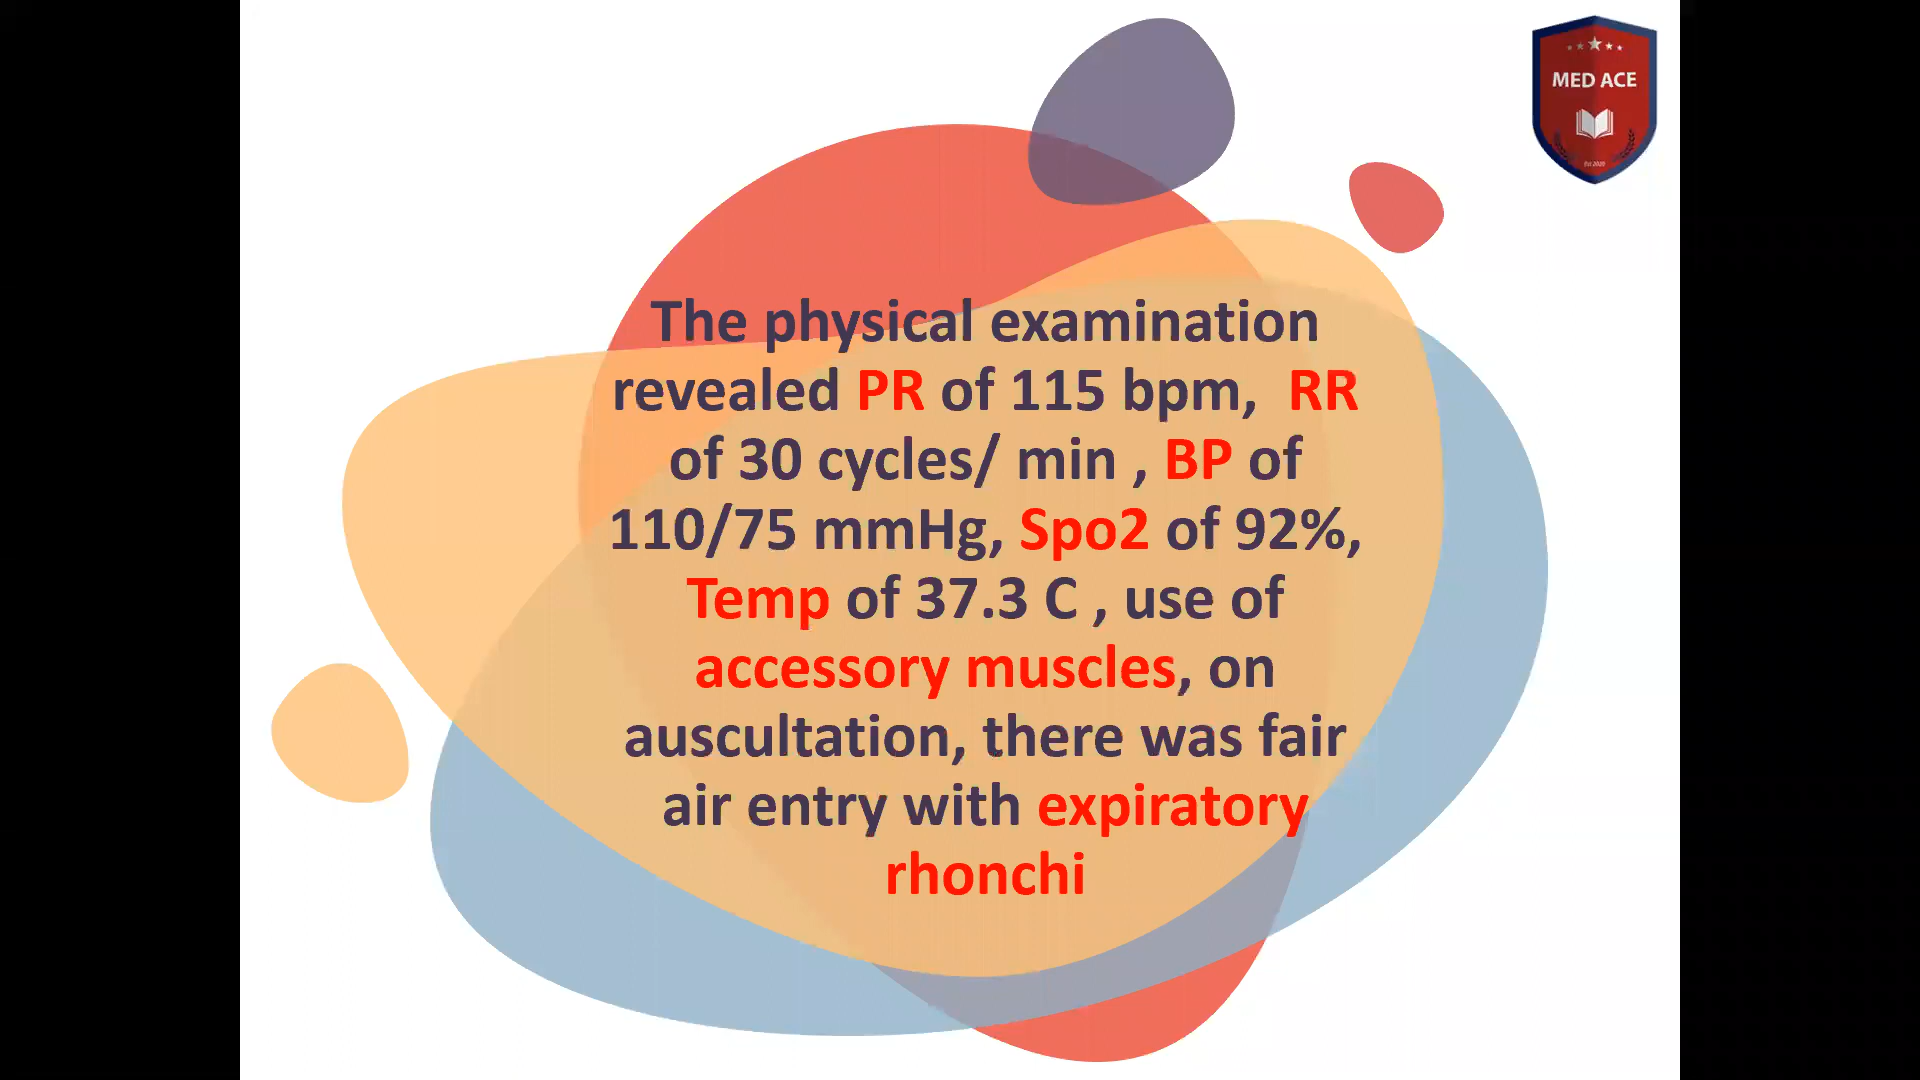 MED ACE
Est 2020
The physical examination
revealed PR of 115 bpm,  RR
of 30 cycles/ min , BP of
110/75 mmHg, Spo2 of 92%,
Temp of 37.3 C , use of
accessory muscles, on
auscultation, there was fair
air entry with expiratory
rhonchi